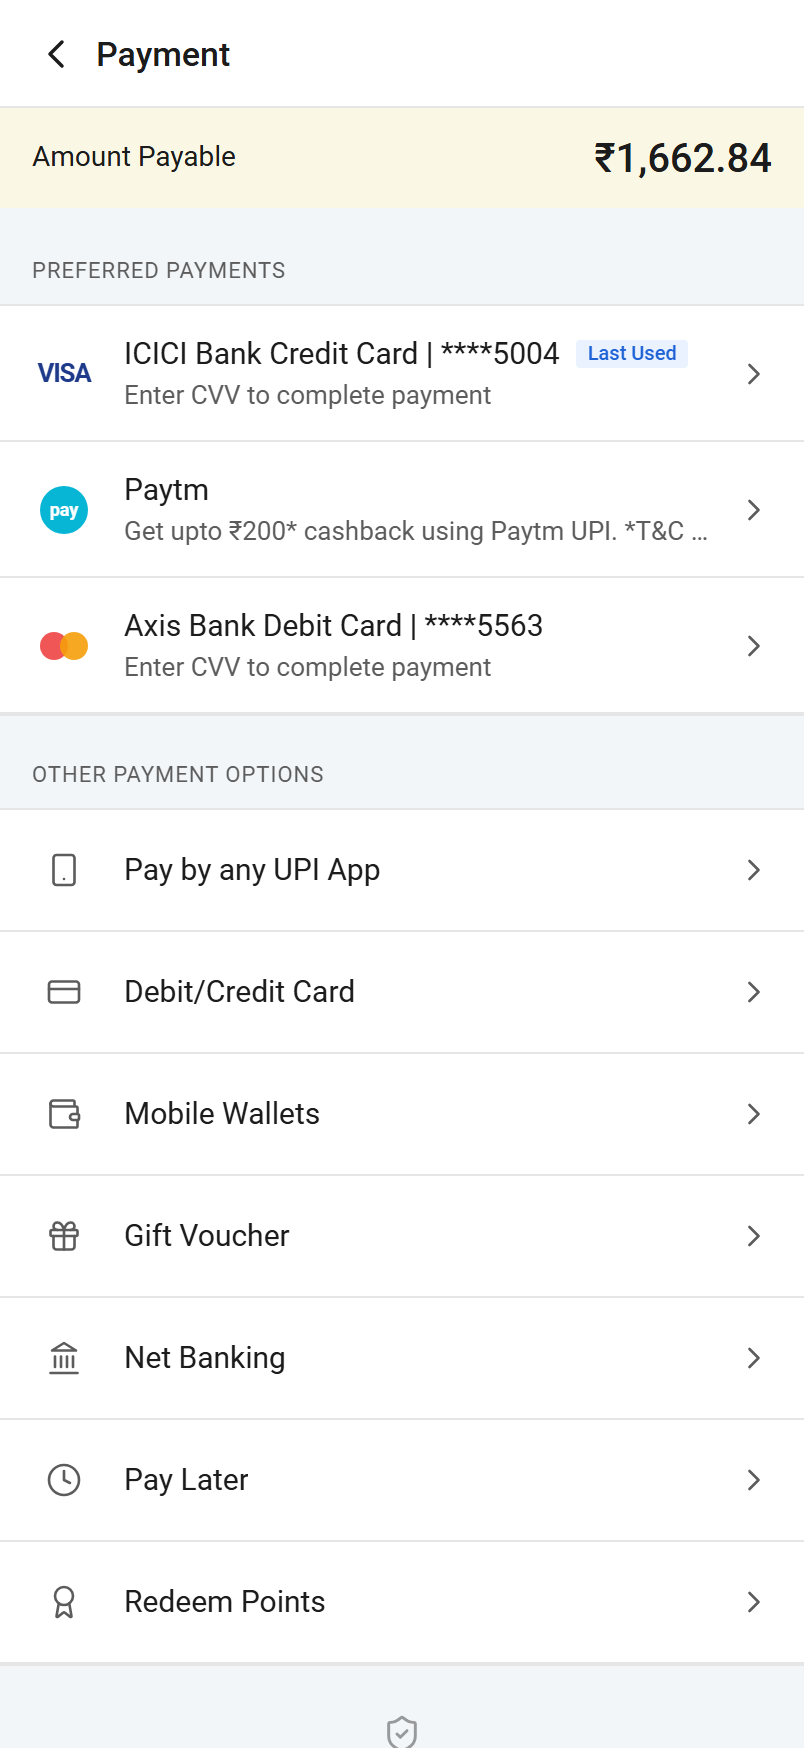 Payment
Amount Payable
₹1,662.84
PREFERRED PAYMENTS
VISA
ICICI Bank Credit Card | ****5004
Last Used
Enter CVV to complete payment
pay
Paytm
Get upto ₹200* cashback using Paytm UPI. *T&C ...
Axis Bank Debit Card | ****5563
Enter CVV to complete payment
OTHER PAYMENT OPTIONS
Pay by any UPI App
Debit/Credit Card
Mobile Wallets
Gift Voucher
Net Banking
Pay Later
Redeem Points